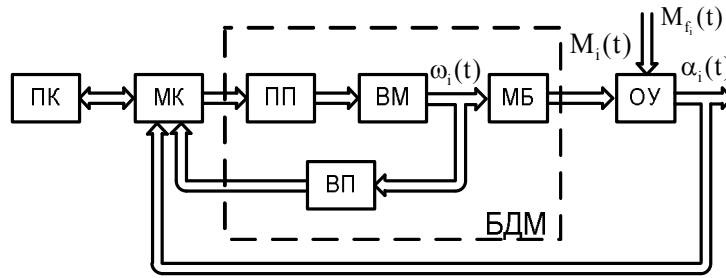 M_{f_i}(t)
M_i(t)
ω_i(t)
α_i(t)
ПК
МК
ПП
ВМ
МБ
ОУ
ВП
БДМ